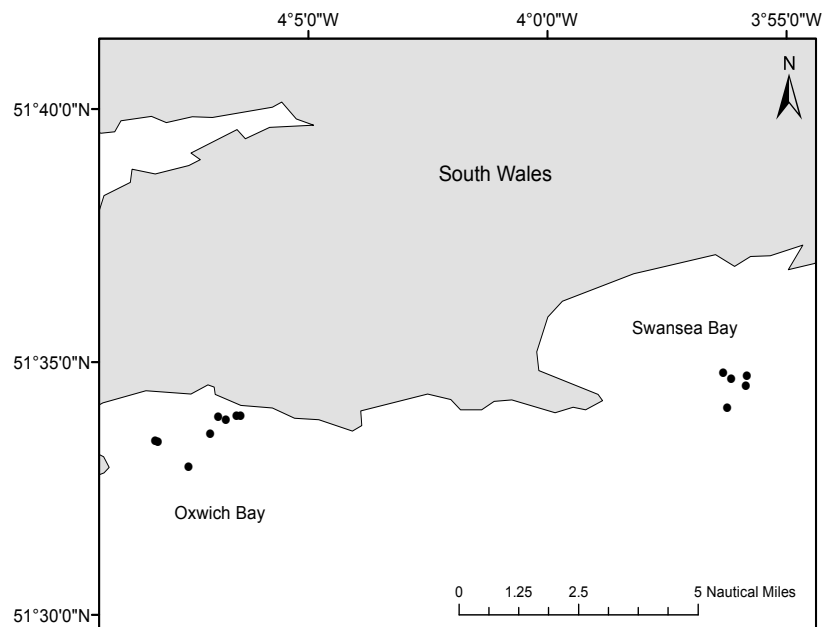 4°5'0"W 4°0'0"W 3°55'0"W
N
51°40'0"N
South Wales
Swansea Bay
51°35'0"N
Oxwich Bay
0 1.25 2.5 5 Nautical Miles
51°30'0"N